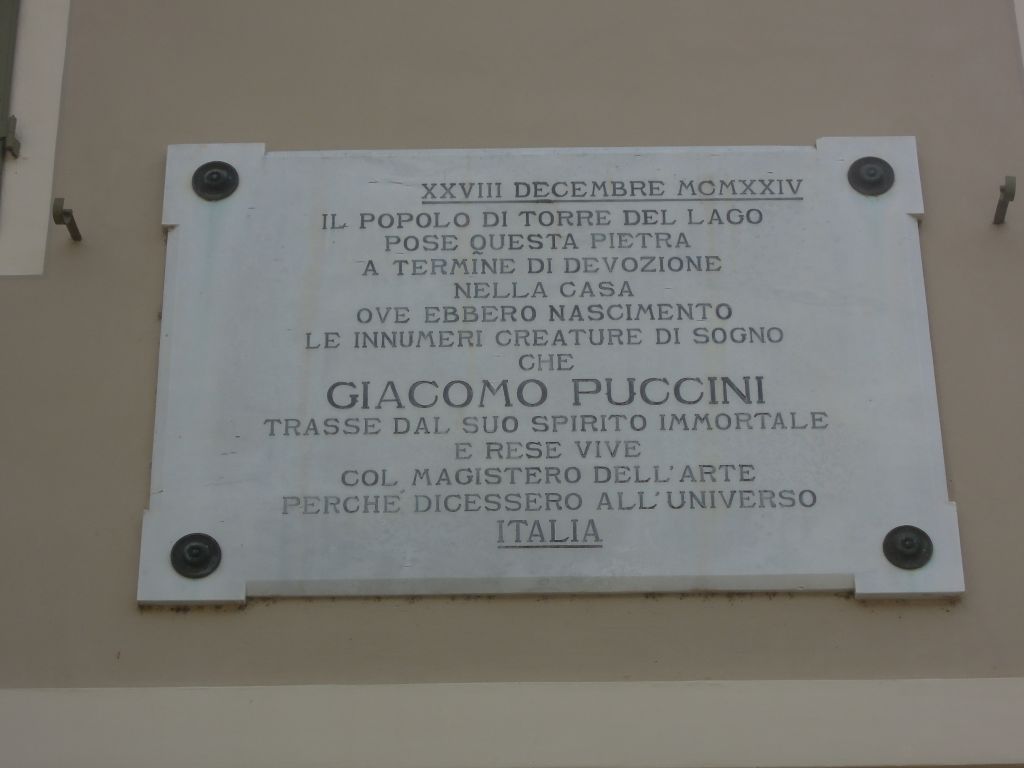 XXVIII DECEMBRE MCMXXIV
IL POPOLO DI TORRE DEL LAGO
POSE QUESTA PIETRA
A TERMINE DI DEVOZIONE
NELLA CASA
OVE EBBERO NASCIMENTO
LE INNUMERI CREATURE DI SOGNO
CHE
GIACOMO PUCCINI
TRASSE DAL SUO SPIRITO IMMORTALE
E RESE VIVE
COL MAGISTERO DELL'ARTE
PERCHÉ DICESSERO ALL'UNIVERSO
ITALIA